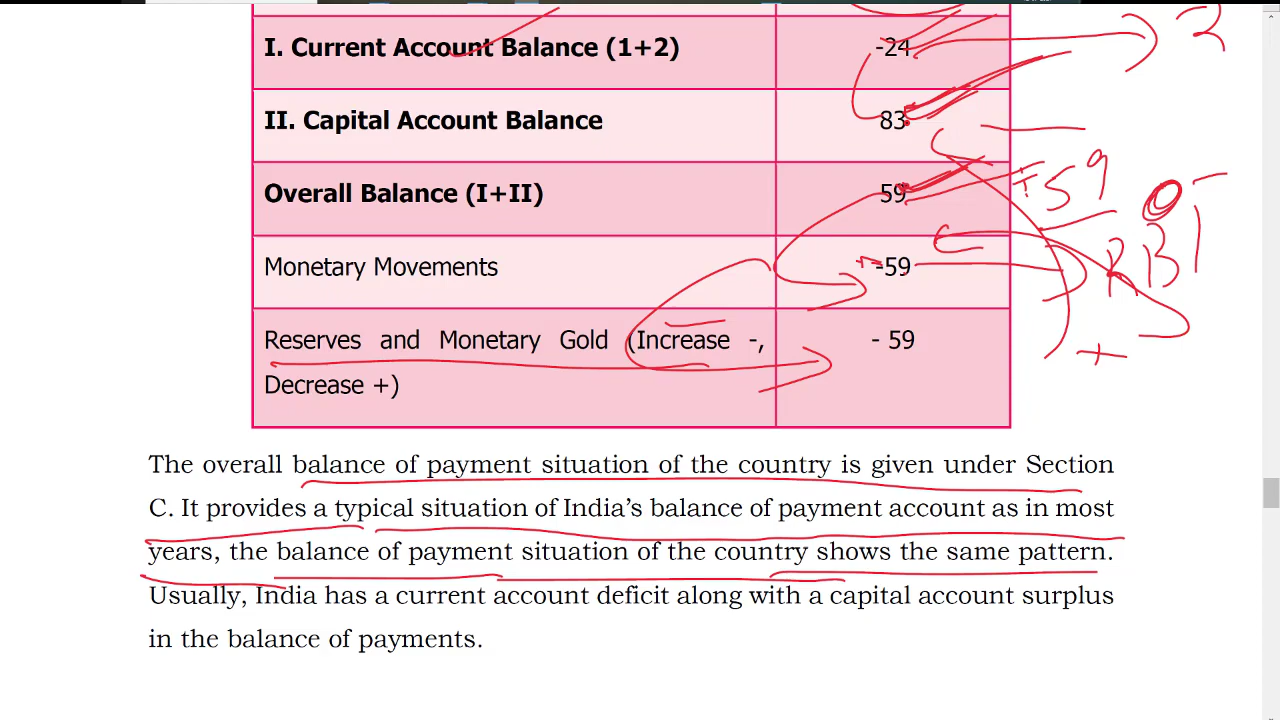 I. Current Account Balance (1+2) -24
2
II. Capital Account Balance 83
Overall Balance (I+II) 59
+59
Monetary Movements -59
RBI
Reserves and Monetary Gold (Increase -, - 59
Decrease +)
+
The overall balance of payment situation of the country is given under Section
C. It provides a typical situation of India’s balance of payment account as in most
years, the balance of payment situation of the country shows the same pattern.
Usually, India has a current account deficit along with a capital account surplus
in the balance of payments.